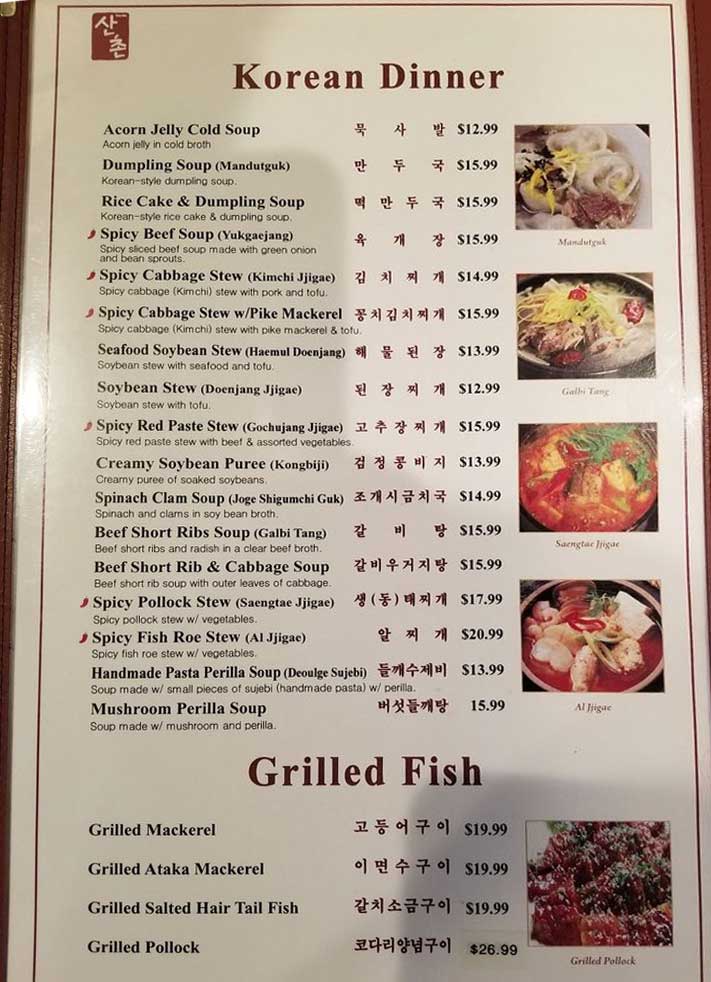 산촌
Korean Dinner
Acorn Jelly Cold Soup 묵 사 발 $12.99
Acorn jelly in cold broth
Dumpling Soup (Mandutguk) 만 두 국 $15.99
Korean-style dumpling soup.
Rice Cake & Dumpling Soup 떡 만 두 국 $15.99
Korean-style rice cake & dumpling soup.
Mandutguk
Spicy Beef Soup (Yukgaejang) 육 개 장 $15.99
Spicy sliced beef soup made with green onion
and bean sprouts.
Spicy Cabbage Stew (Kimchi Jjigae) 김 치 찌 개 $14.99
Spicy cabbage (Kimchi) stew with pork and tofu.
Spicy Cabbage Stew w/Pike Mackerel 꽁치김치찌개 $15.99
Spicy cabbage (Kimchi) stew with pike mackerel & tofu.
Seafood Soybean Stew (Haemul Doenjang) 해 물 된 장 $13.99
Soybean stew with seafood and tofu.
Soybean Stew (Doenjang Jjigae) 된 장 찌 개 $12.99
Soybean stew with tofu.
Galbi Tang
Spicy Red Paste Stew (Gochujang Jjigae) 고 추 장 찌 개 $15.99
Spicy red paste stew with beef & assorted vegetables.
Creamy Soybean Puree (Kongbiji) 검 정 콩 비 지 $13.99
Creamy puree of soaked soybeans.
Spinach Clam Soup (Joge Shigumchi Guk) 조개시금치국 $14.99
Spinach and clams in soy bean broth.
Beef Short Ribs Soup (Galbi Tang) 갈 비 탕 $15.99
Beef short ribs and radish in a clear beef broth.
Saengtae Jjigae
Beef Short Rib & Cabbage Soup 갈비우거지탕 $15.99
Beef short rib soup with outer leaves of cabbage.
Spicy Pollock Stew (Saengtae Jjigae) 생(동)태찌개 $17.99
Spicy pollock stew w/ vegetables.
Spicy Fish Roe Stew (Al Jjigae) 알 찌 개 $20.99
Spicy fish roe stew w/ vegetables.
Handmade Pasta Perilla Soup (Deoulge Sujebi) 들깨수제비 $13.99
Soup made w/ small pieces of sujebi (handmade pasta) w/ perilla.
Mushroom Perilla Soup 버섯들깨탕 15.99
Soup made w/ mushroom and perilla.
Al Jjigae
Grilled Fish
Grilled Mackerel 고 등 어 구 이 $19.99
Grilled Ataka Mackerel 이 면 수 구 이 $19.99
Grilled Salted Hair Tail Fish 갈치소금구이 $19.99
Grilled Pollock 코다리양념구이 $26.99
Grilled Pollock